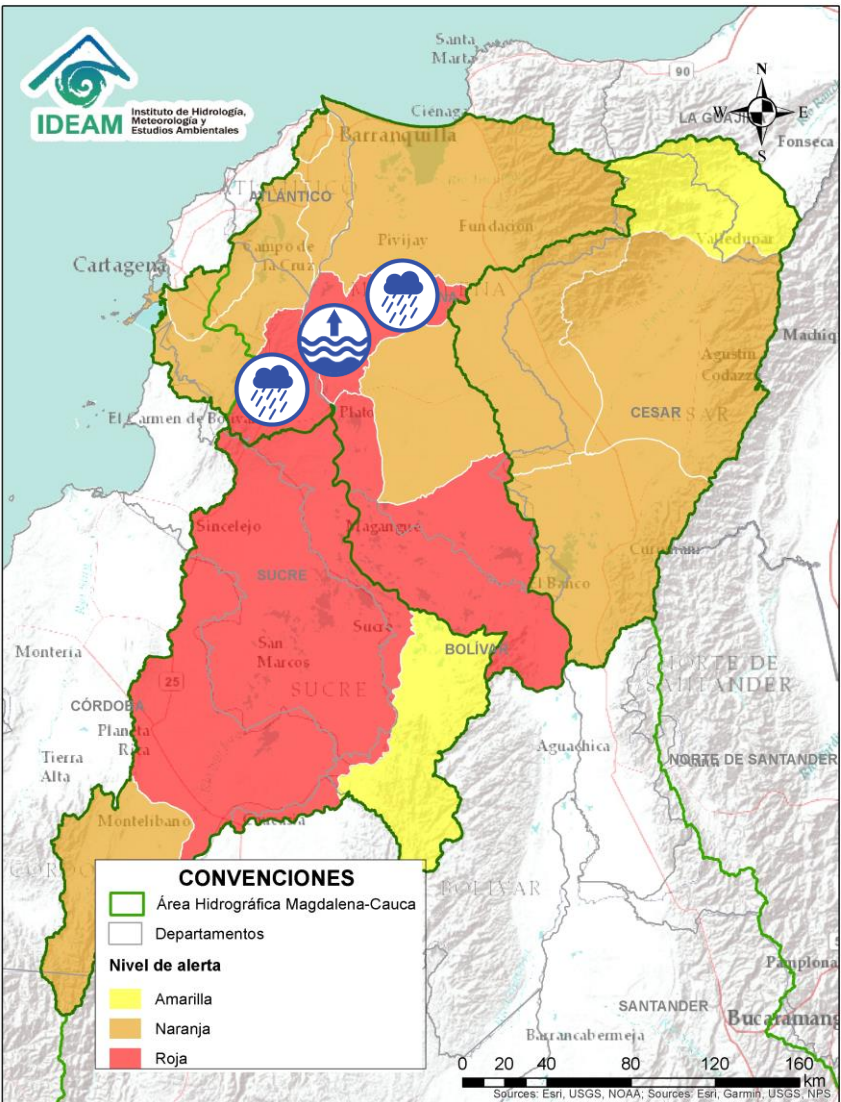 IDEAM
Instituto de Hidrología,
Meteorología y
Estudios Ambientales
Santa
Marta
90
N
W
E
S
LA GUAJIRA
Ciénaga
Fonseca
Barranquilla
ATLÁNTICO
Valledupar
Fundación
Pivijay
Campo de
la Cruz
Cartagena
Machiq
Agustín
Codazzi
CESAR
CESAR
Plato
El Carmen de Bolívar
Sincelejo
Magangué
Curumaní
SUCRE
El Banco
Sucre
BOLÍVAR
Montería
San
Marcos
SUCRE
NORTE DE
SANTANDER
25
CÓRDOBA
Planeta
Rica
Aguachica
NORTE DE SANTANDER
Tierra
Alta
Montelíbano
Caucasia
BOLÍVAR
CONVENCIONES
Área Hidrográfica Magdalena-Cauca
Departamentos
Nivel de alerta
Amarilla
Naranja
Roja
Pamplona
SANTANDER
Bucaramang
Barrancabermeja
0 20 40 80 120 160
km
Sources: Esri, USGS, NOAA; Sources: Esri, Garmin, USGS, NPS